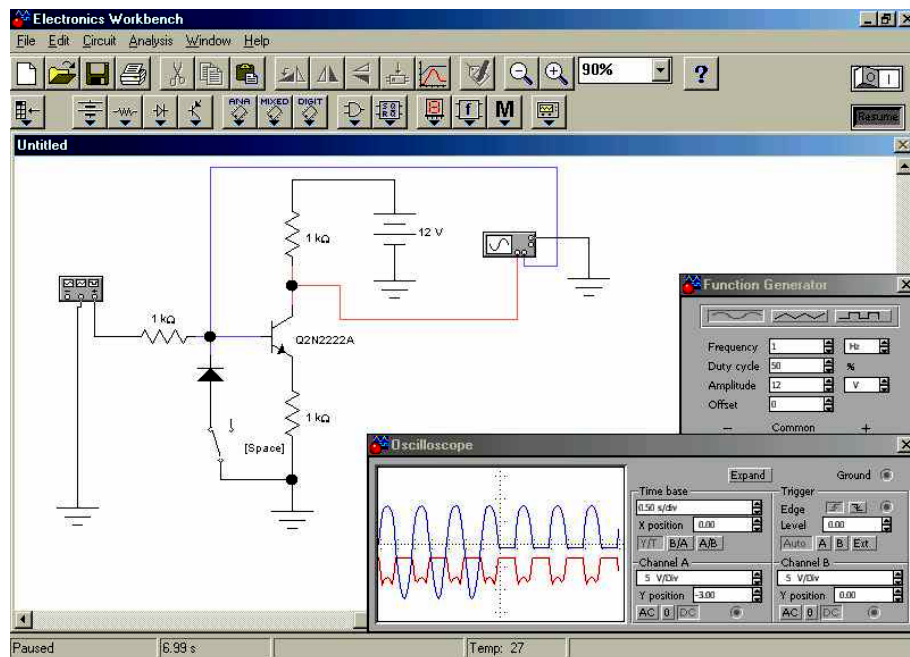 Electronics Workbench
File Edit Circuit Analysis Window Help
90%
?
ANA MIXED DIGIT
f M
Resume
Untitled
1 kΩ
12 V
1 kΩ
Q2N2222A
1 kΩ
[Space]
Function Generator
Frequency 1 Hz
Duty cycle 50 %
Amplitude 12 V
Offset 0
− Common +
Oscilloscope
Expand Ground
Time base Trigger
0.50 s/div Edge
X position 0.00 Level 0.00
Y/T B/A A/B Auto A B Ext
Channel A Channel B
5 V/Div 5 V/Div
Y position -3.00 Y position 0.00
AC 0 DC AC 0 DC
Paused 6.99 s Temp: 27